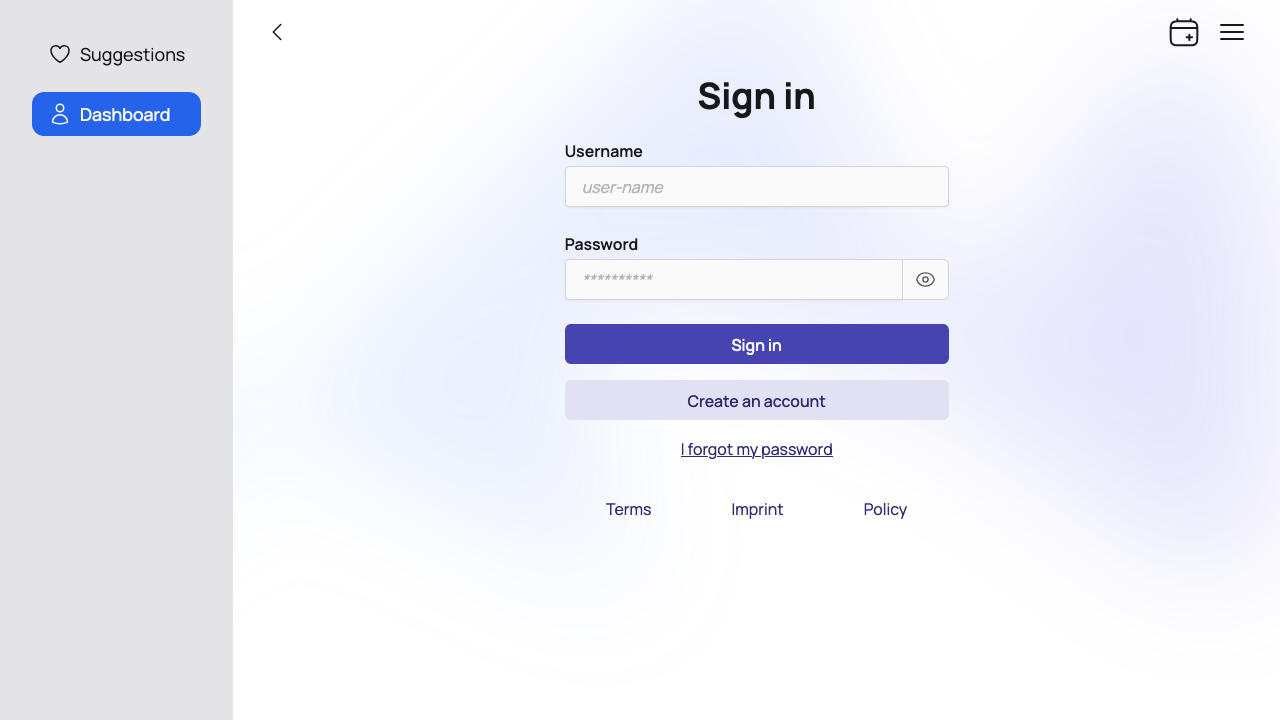 Suggestions
Dashboard
Sign in
Username
user-name
Password
**********
Sign in
Create an account
I forgot my password
Terms
Imprint
Policy